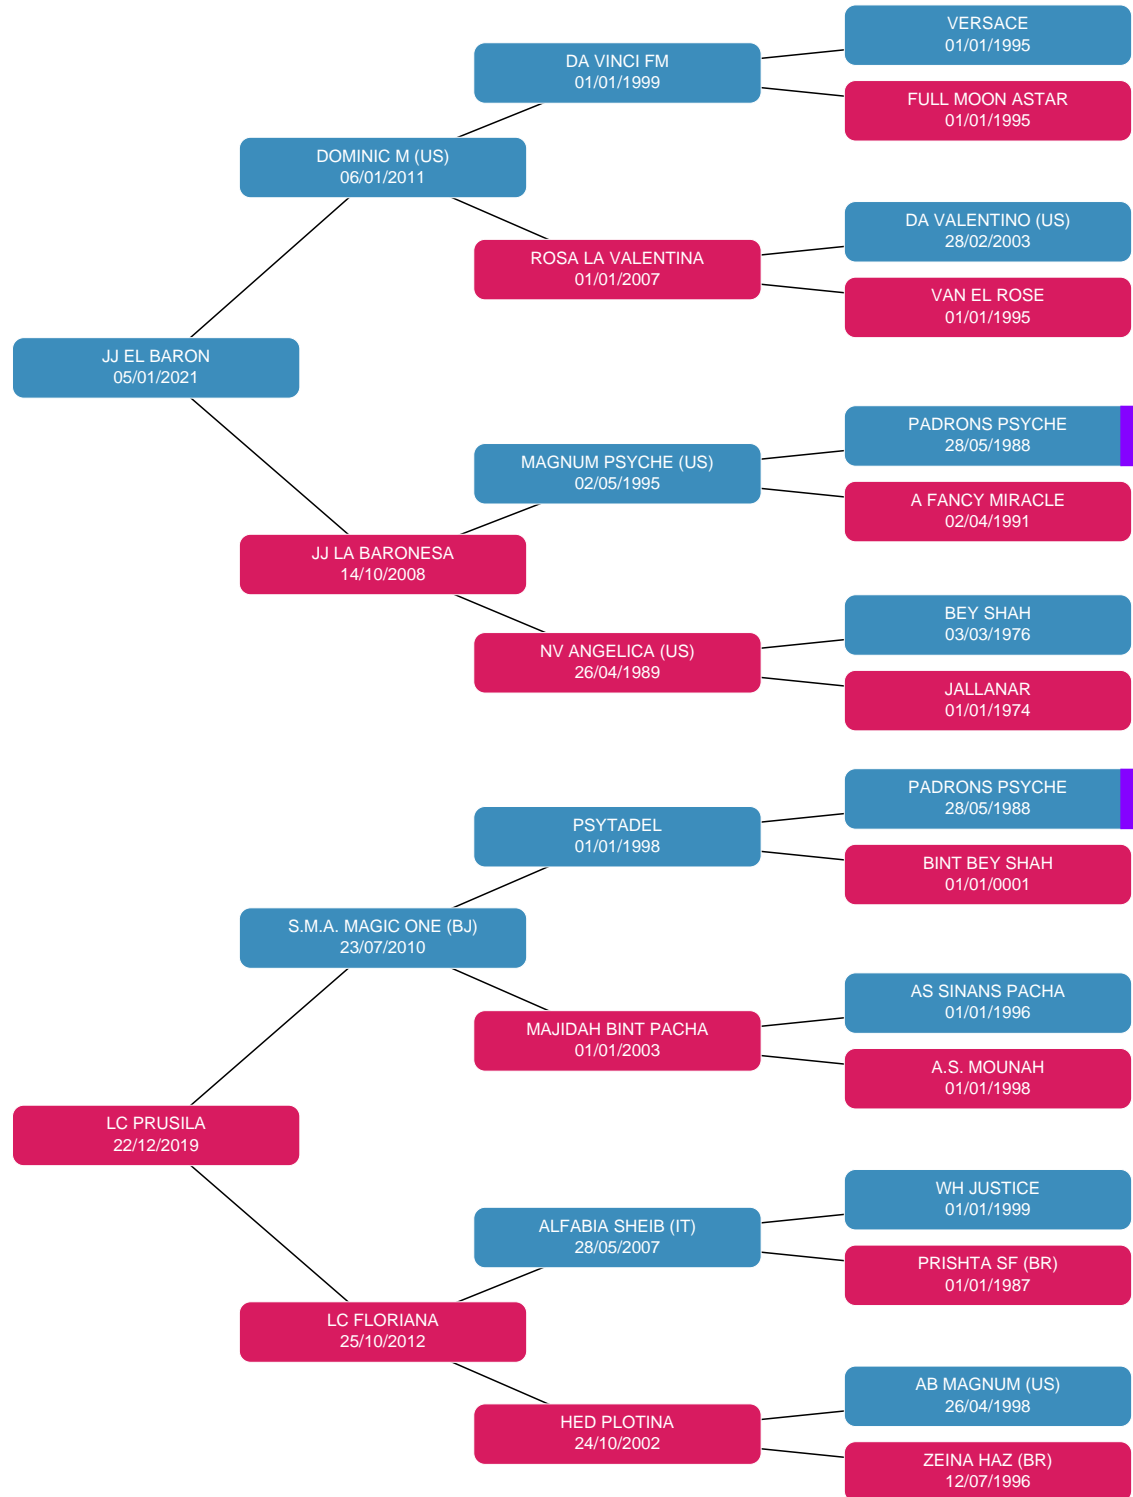 VERSACE
01/01/1995
DA VINCI FM
01/01/1999
FULL MOON ASTAR
01/01/1995
DOMINIC M (US)
06/01/2011
DA VALENTINO (US)
28/02/2003
ROSA LA VALENTINA
01/01/2007
VAN EL ROSE
01/01/1995
JJ EL BARON
05/01/2021
PADRONS PSYCHE
28/05/1988
MAGNUM PSYCHE (US)
02/05/1995
A FANCY MIRACLE
02/04/1991
JJ LA BARONESA
14/10/2008
BEY SHAH
03/03/1976
NV ANGELICA (US)
26/04/1989
JALLANAR
01/01/1974
PADRONS PSYCHE
28/05/1988
PSYTADEL
01/01/1998
BINT BEY SHAH
01/01/0001
S.M.A. MAGIC ONE (BJ)
23/07/2010
AS SINANS PACHA
01/01/1996
MAJIDAH BINT PACHA
01/01/2003
A.S. MOUNAH
01/01/1998
LC PRUSILA
22/12/2019
WH JUSTICE
01/01/1999
ALFABIA SHEIB (IT)
28/05/2007
PRISHTA SF (BR)
01/01/1987
LC FLORIANA
25/10/2012
AB MAGNUM (US)
26/04/1998
HED PLOTINA
24/10/2002
ZEINA HAZ (BR)
12/07/1996